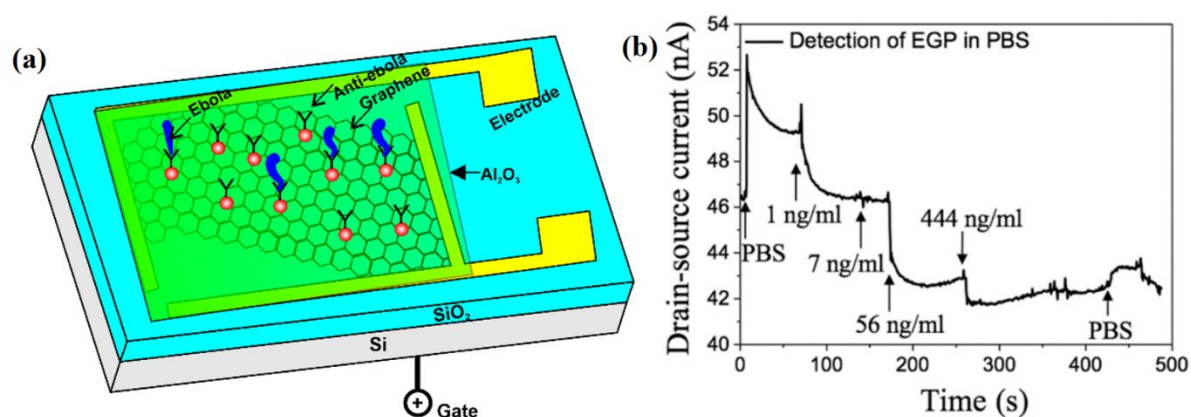 (a)
Ebola
Anti-ebola
Graphene
Electrode
Al₂O₃
SiO₂
Si
Gate
(b)
Detection of EGP in PBS
Drain-source current (nA)
54
52
50
48
46
44
42
40
PBS
1 ng/ml
7 ng/ml
56 ng/ml
444 ng/ml
PBS
0 100 200 300 400 500
Time (s)